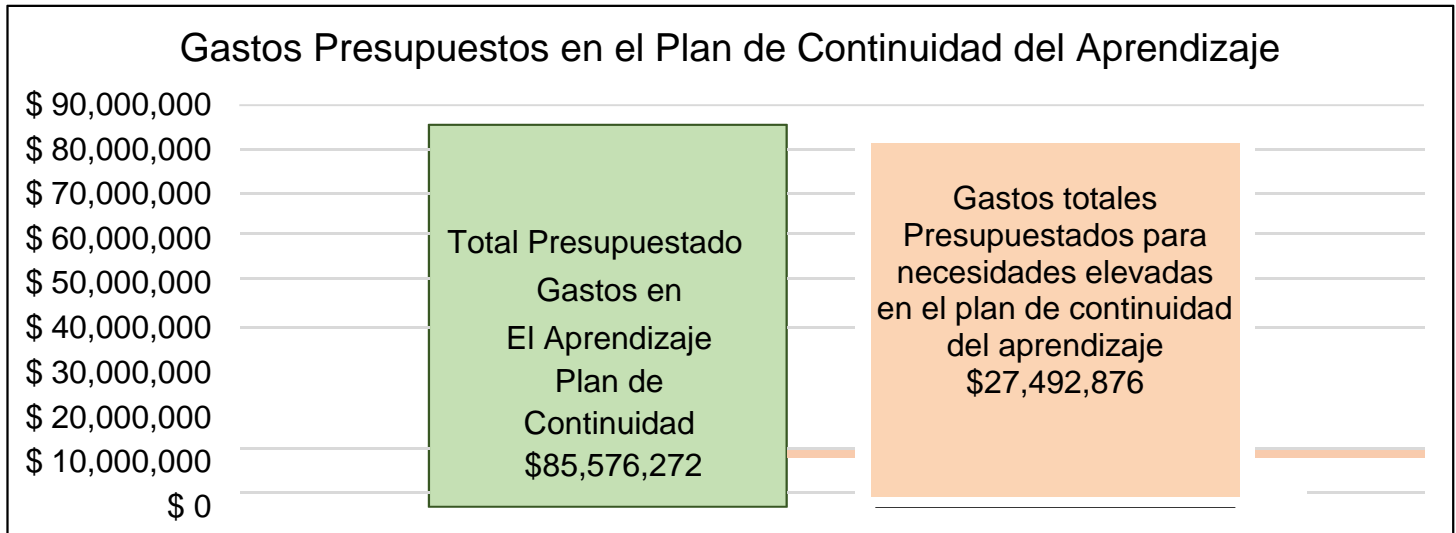 Gastos Presupuestos en el Plan de Continuidad del Aprendizaje
$ 90,000,000
$ 80,000,000
$ 70,000,000
$ 60,000,000
$ 50,000,000
$ 40,000,000
$ 30,000,000
$ 20,000,000
$ 10,000,000
$ 0
Total Presupuestado
Gastos en
El Aprendizaje
Plan de
Continuidad
$85,576,272
Gastos totales
Presupuestados para
necesidades elevadas
en el plan de continuidad
del aprendizaje
$27,492,876